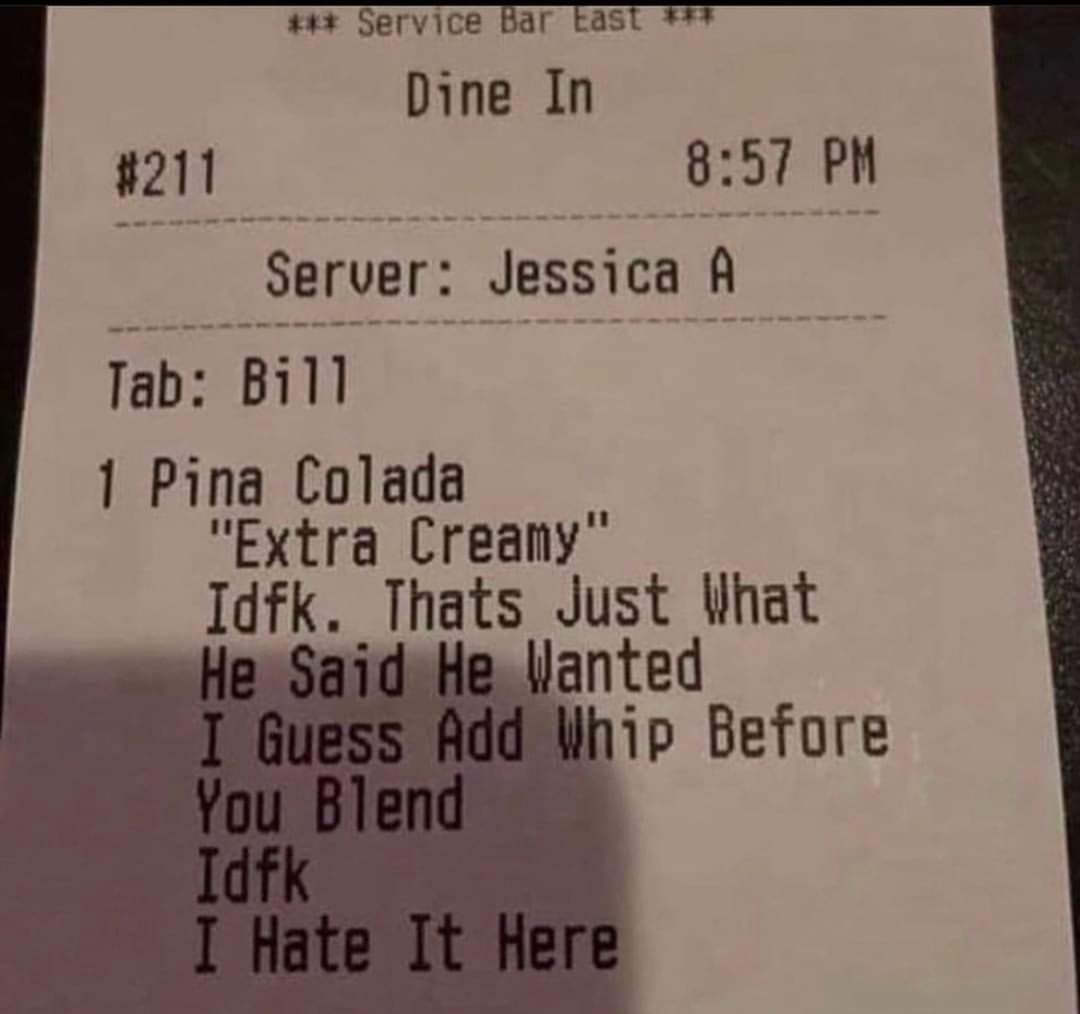 *** Service Bar East ***
Dine In
#211 8:57 PM
Server: Jessica A
Tab: Bill
1 Pina Colada
"Extra Creamy"
Idfk. Thats Just What
He Said He Wanted
I Guess Add Whip Before
You Blend
Idfk
I Hate It Here